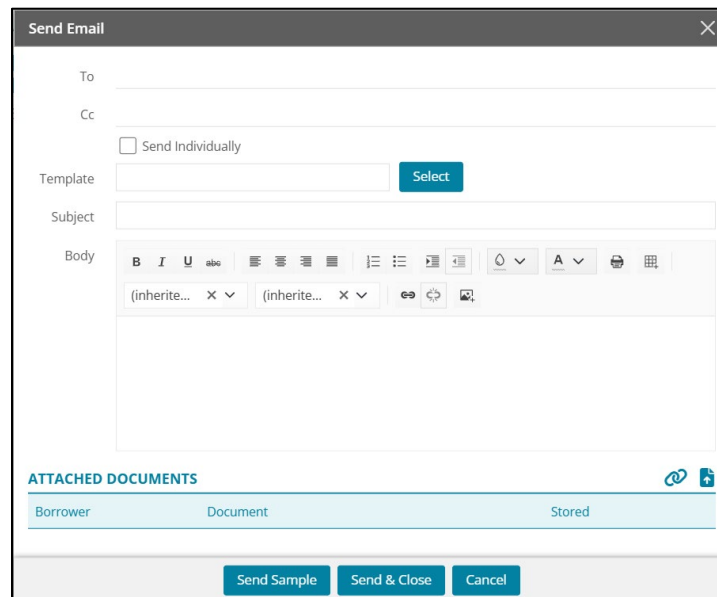 Send Email
To
Cc
Send Individually
Template
Select
Subject
Body
B I U abc A
(inherite... (inherite...
ATTACHED DOCUMENTS
Borrower Document Stored
Send Sample Send & Close Cancel